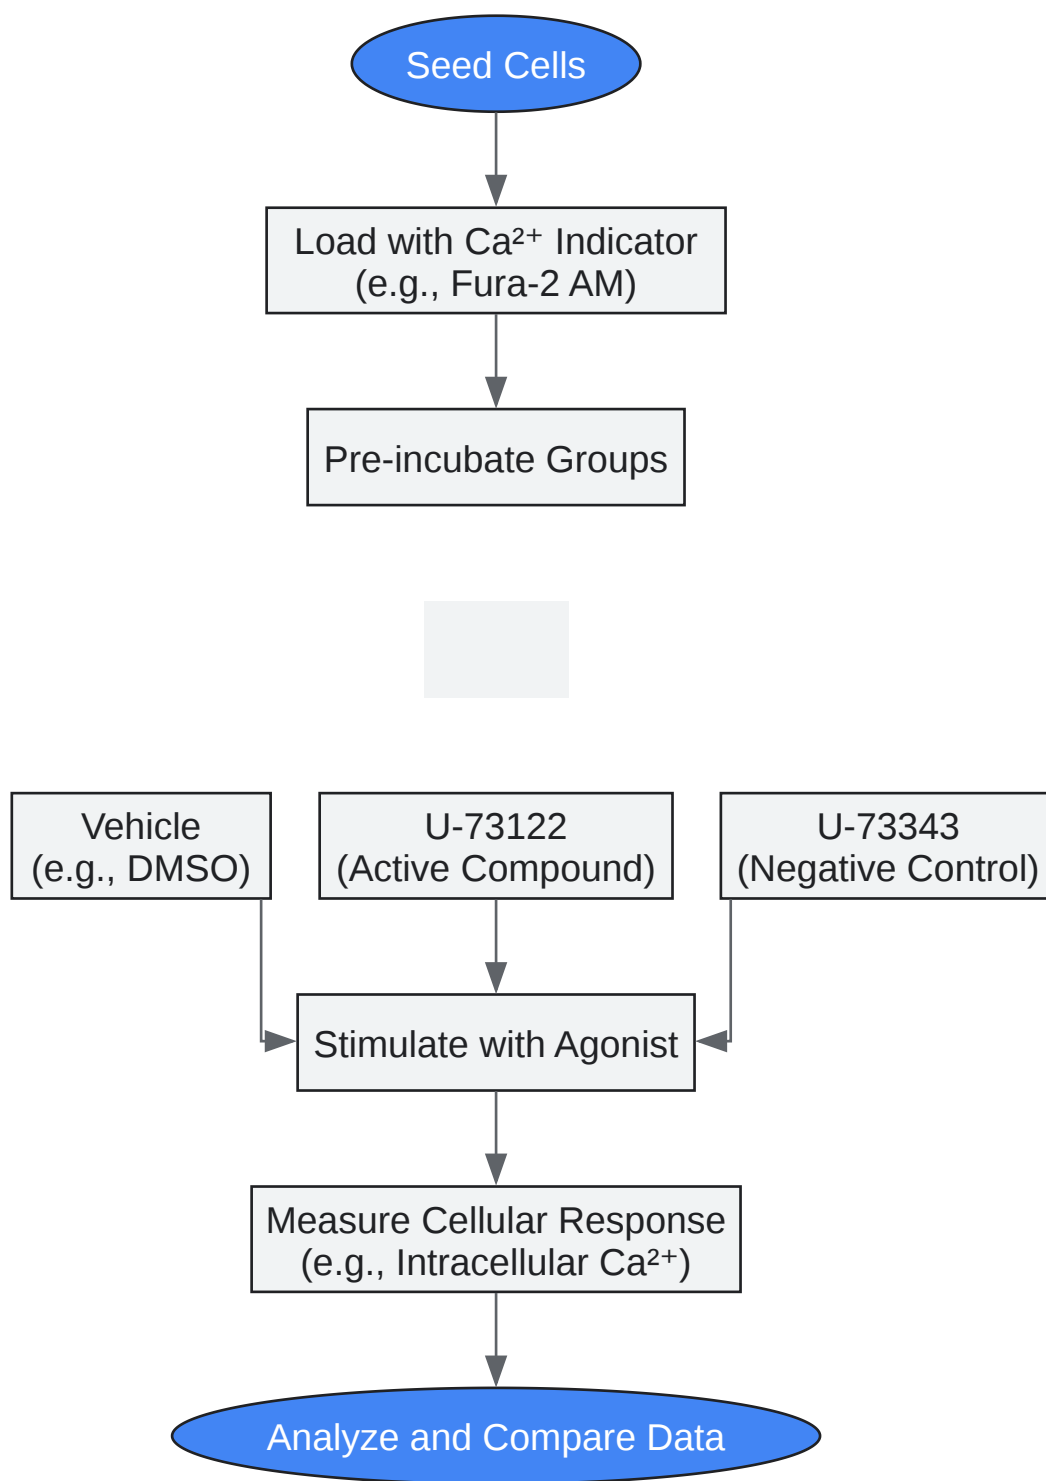 Seed Cells
Load with Ca²⁺ Indicator
(e.g., Fura-2 AM)
Pre-incubate Groups
Vehicle
(e.g., DMSO)
U-73122
(Active Compound)
U-73343
(Negative Control)
Stimulate with Agonist
Measure Cellular Response
(e.g., Intracellular Ca²⁺)
Analyze and Compare Data